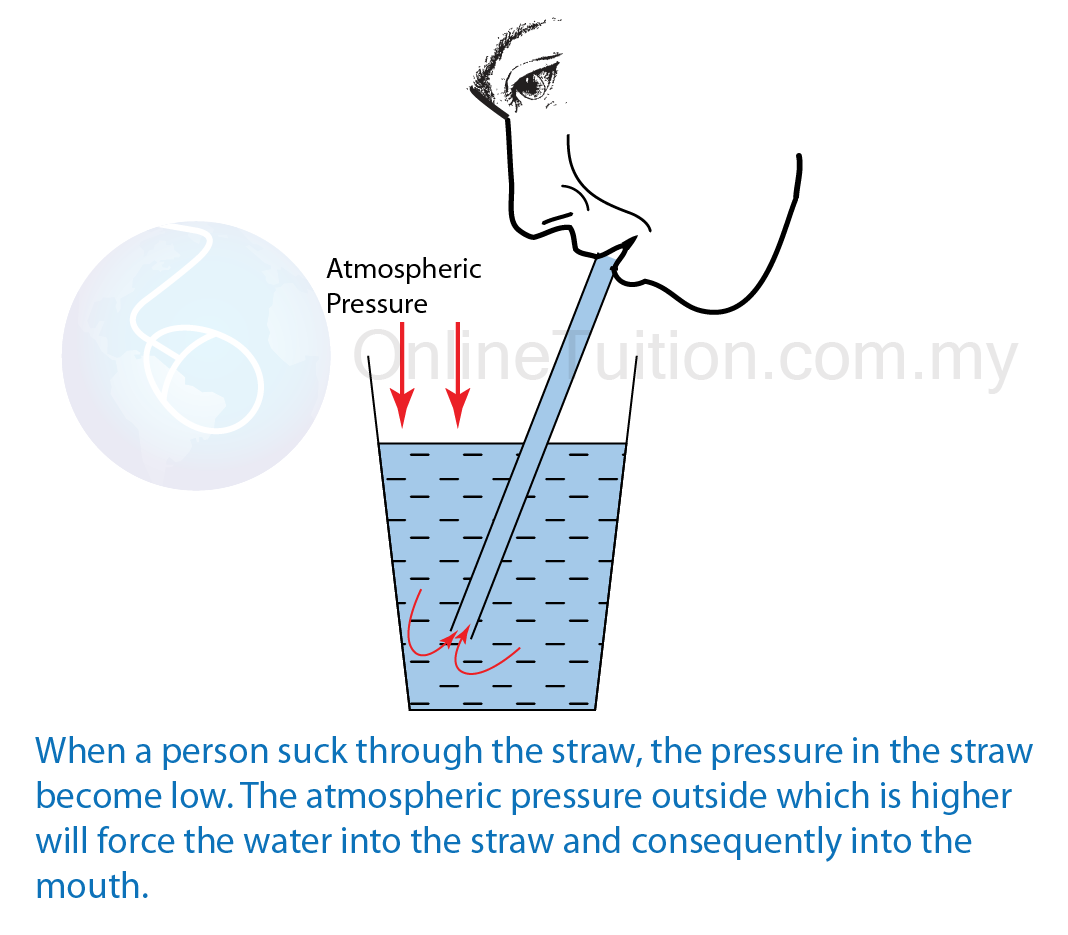 Atmospheric
Pressure
OnlineTuition.com.my
When a person suck through the straw, the pressure in the straw
become low. The atmospheric pressure outside which is higher
will force the water into the straw and consequently into the
mouth.